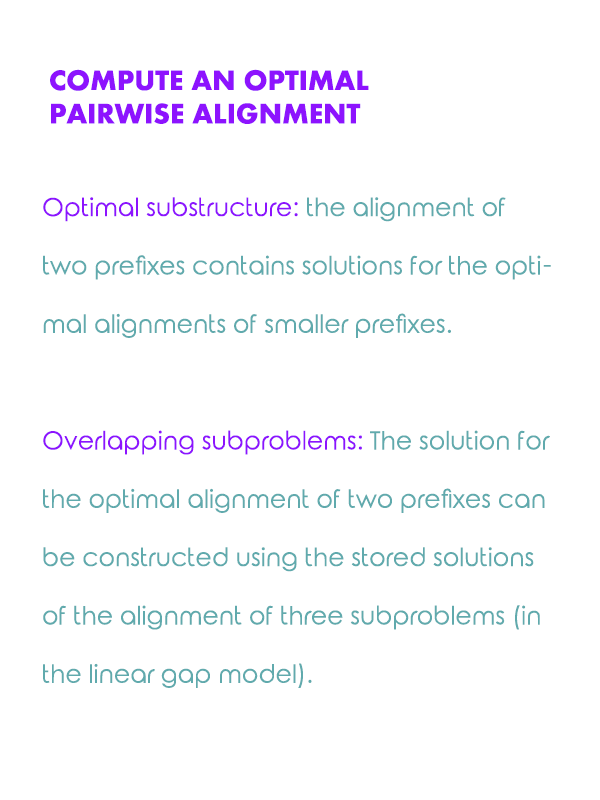 COMPUTE AN OPTIMAL
PAIRWISE ALIGNMENT
Optimal substructure: the alignment of
two prefixes contains solutions for the opti-
mal alignments of smaller prefixes.
Overlapping subproblems: The solution for
the optimal alignment of two prefixes can
be constructed using the stored solutions
of the alignment of three subproblems (in
the linear gap model).